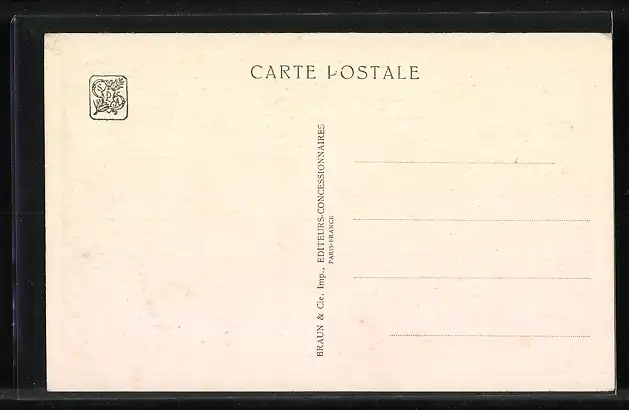 CARTE POSTALE
BRAUN & Cie, Imp., EDITEURS-CONCESSIONNAIRES
PARIS-FRANCE